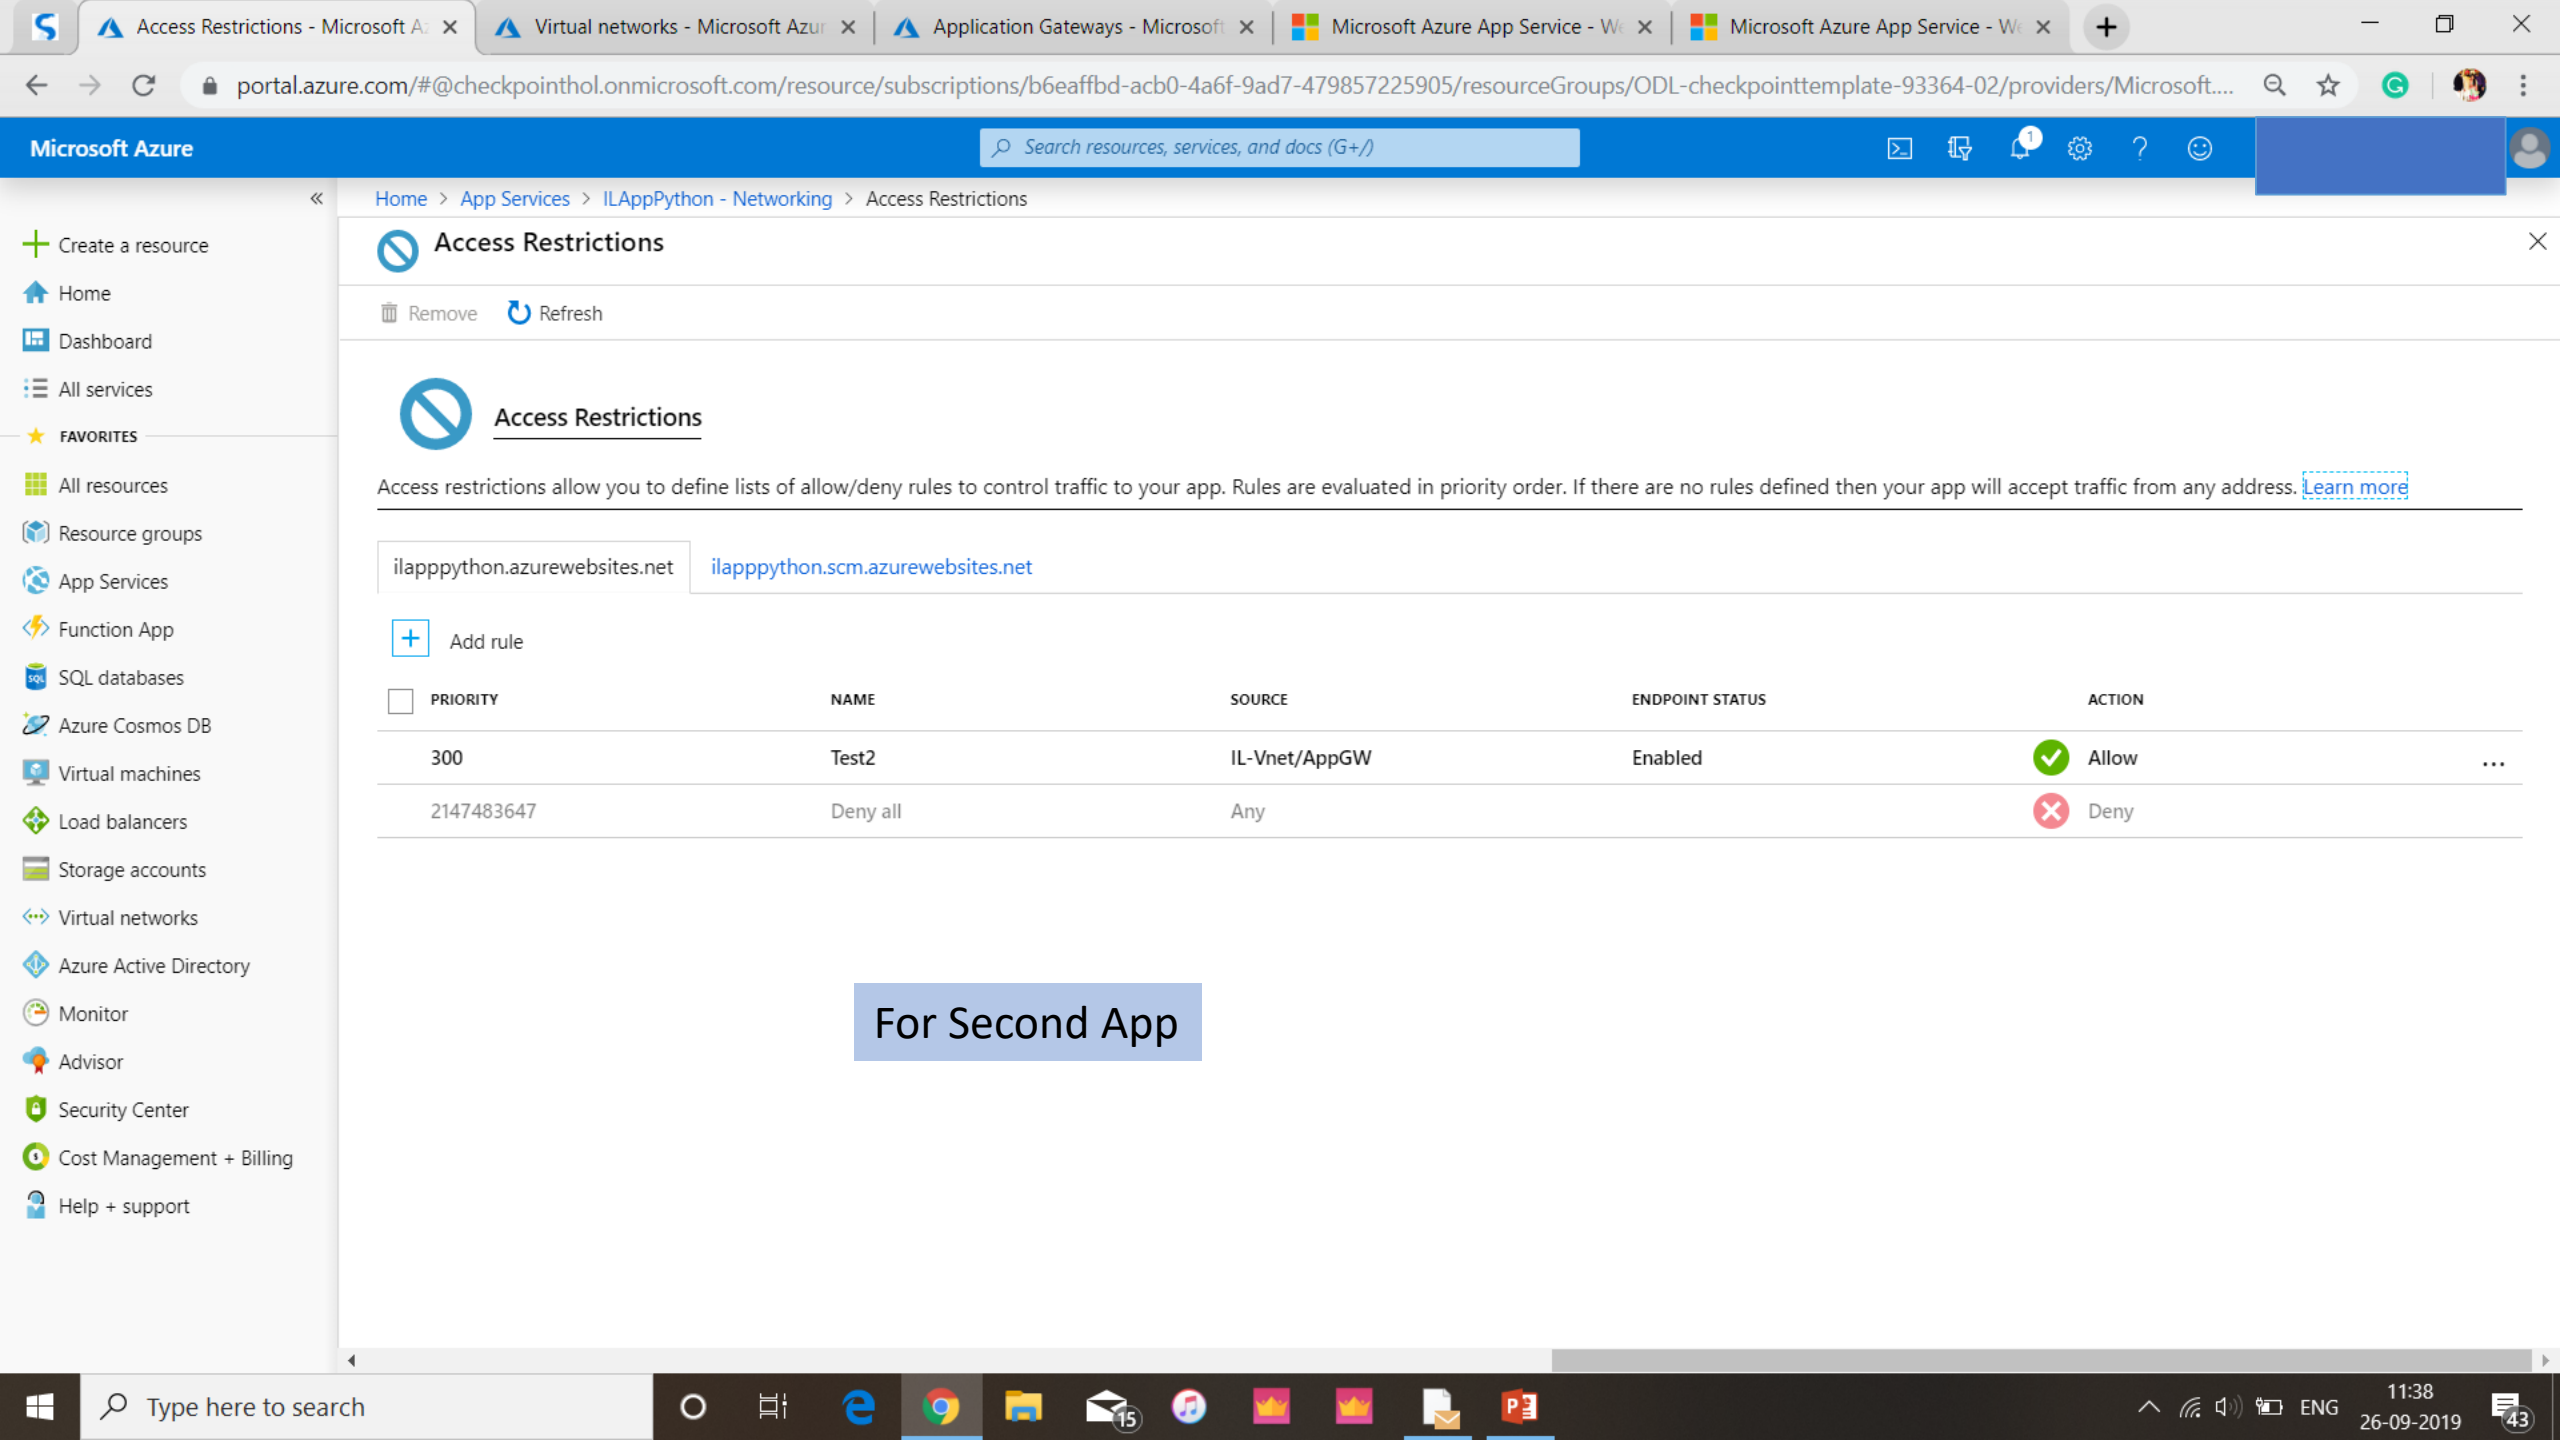 Access Restrictions - Microsoft A
Virtual networks - Microsoft Azur
Application Gateways - Microsoft
Microsoft Azure App Service - We
Microsoft Azure App Service - We
portal.azure.com/#@checkpointhol.onmicrosoft.com/resource/subscriptions/b6eaffbd-acb0-4a6f-9ad7-479857225905/resourceGroups/ODL-checkpointtemplate-93364-02/providers/Microsoft....
Microsoft Azure
Search resources, services, and docs (G+/)
1
Home > App Services > ILAppPython - Networking > Access Restrictions
Access Restrictions
Remove
Refresh
Create a resource
Home
Dashboard
All services
FAVORITES
All resources
Resource groups
App Services
Function App
SQL databases
Azure Cosmos DB
Virtual machines
Load balancers
Storage accounts
Virtual networks
Azure Active Directory
Monitor
Advisor
Security Center
Cost Management + Billing
Help + support
Access Restrictions
Access restrictions allow you to define lists of allow/deny rules to control traffic to your app. Rules are evaluated in priority order. If there are no rules defined then your app will accept traffic from any address. Learn more
ilapppython.azurewebsites.net
ilapppython.scm.azurewebsites.net
Add rule
PRIORITY NAME SOURCE ENDPOINT STATUS ACTION
300 Test2 IL-Vnet/AppGW Enabled Allow ...
2147483647 Deny all Any Deny
For Second App
Type here to search
15
ENG
11:38
26-09-2019
43